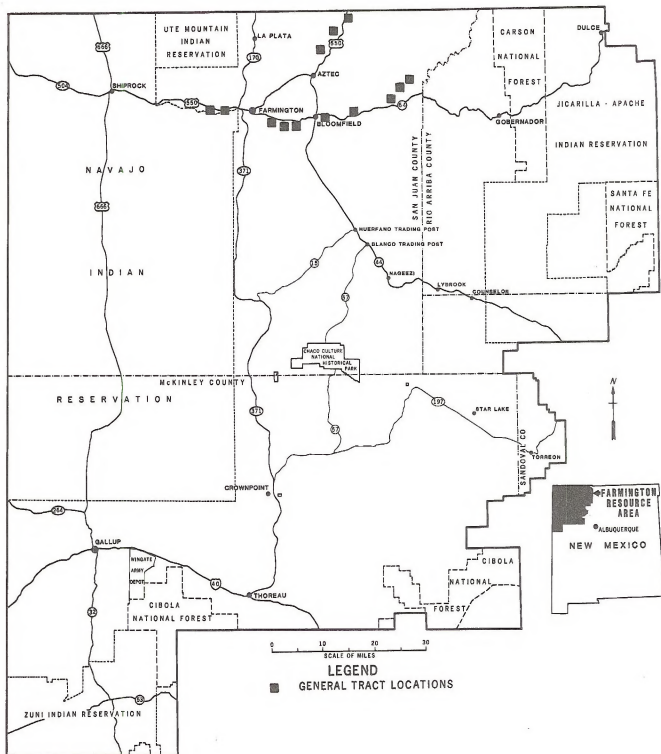 666
UTE MOUNTAIN
INDIAN
RESERVATION
LA PLATA
170
550
CARSON
NATIONAL
FOREST
DULCE
504
SHIPROCK
550
AZTEC
FARMINGTON
BLOOMFIELD
64
GOBERNADOR
JICARILLA - APACHE
INDIAN RESERVATION
NAVAJO
371
SAN JUAN COUNTY
RIO ARRIBA COUNTY
SANTA FE
NATIONAL
FOREST
666
HUERFANO TRADING POST
BLANCO TRADING POST
INDIAN
44
NAGEEZI
LYBROOK
COUNSELOR
57
CHACO CULTURE
NATIONAL
HISTORICAL
PARK
McKINLEY COUNTY
RESERVATION
371
197
STAR LAKE
N
57
TORREON
SANDOVAL CO
CROWNPOINT
FARMINGTON
RESOURCE
AREA
ALBUQUERQUE
NEW MEXICO
264
GALLUP
WINGATE
ARMY
DEPOT
40
THOREAU
CIBOLA
NATIONAL
FOREST
CIBOLA
NATIONAL FOREST
32
0 10 20 30
SCALE OF MILES
LEGEND
GENERAL TRACT LOCATIONS
53
ZUNI INDIAN RESERVATION